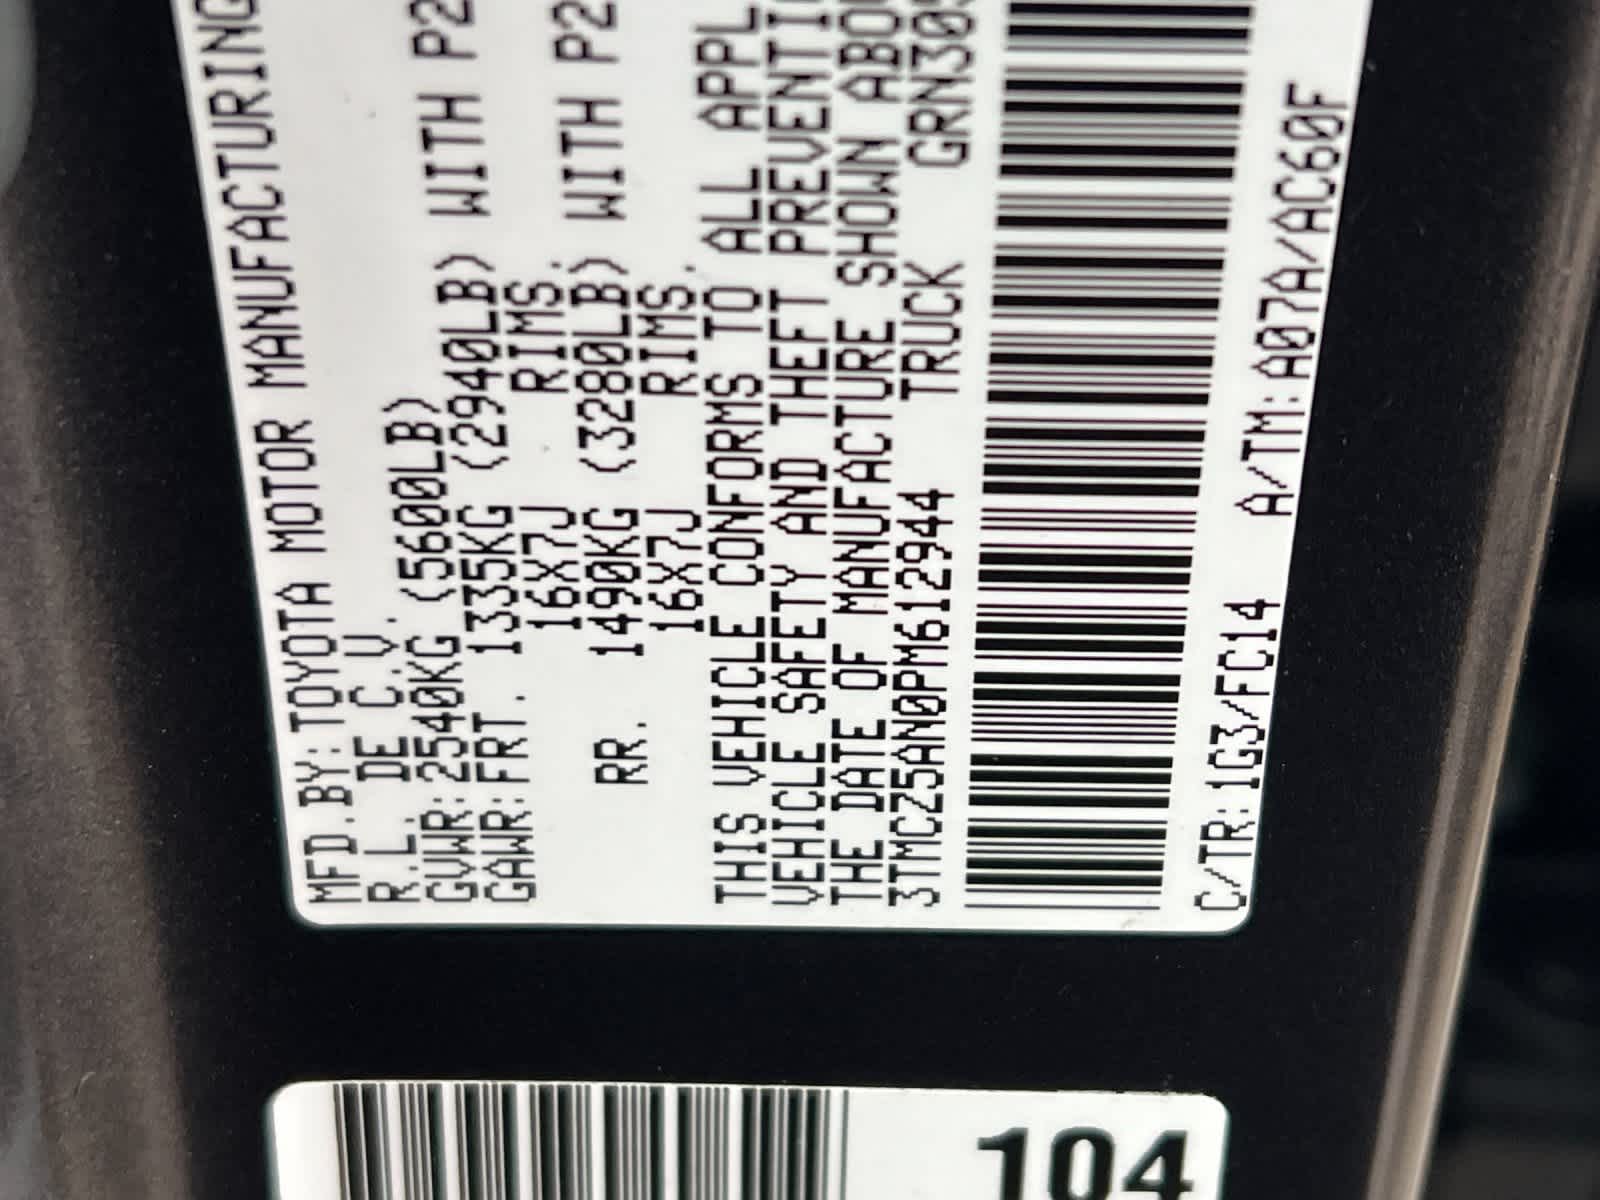 MFD.BY:TOYOTA MOTOR MANUFACTURING
R.L. DE C.V.
GVWR:2540KG (5600LB)
GAWR:FRT. 1335KG (2940LB) WITH P2
16X7J RIMS.
RR. 1490KG (3280LB) WITH P2
16X7J RIMS.
THIS VEHICLE CONFORMS TO ALL APPL
VEHICLE SAFETY AND THEFT PREVENTI
THE DATE OF MANUFACTURE SHOWN ABO
3TMCZ5AN0PM612944 TRUCK GRN305
C/TR:1G3/FC14 A/TM:A07A/AC60F
104